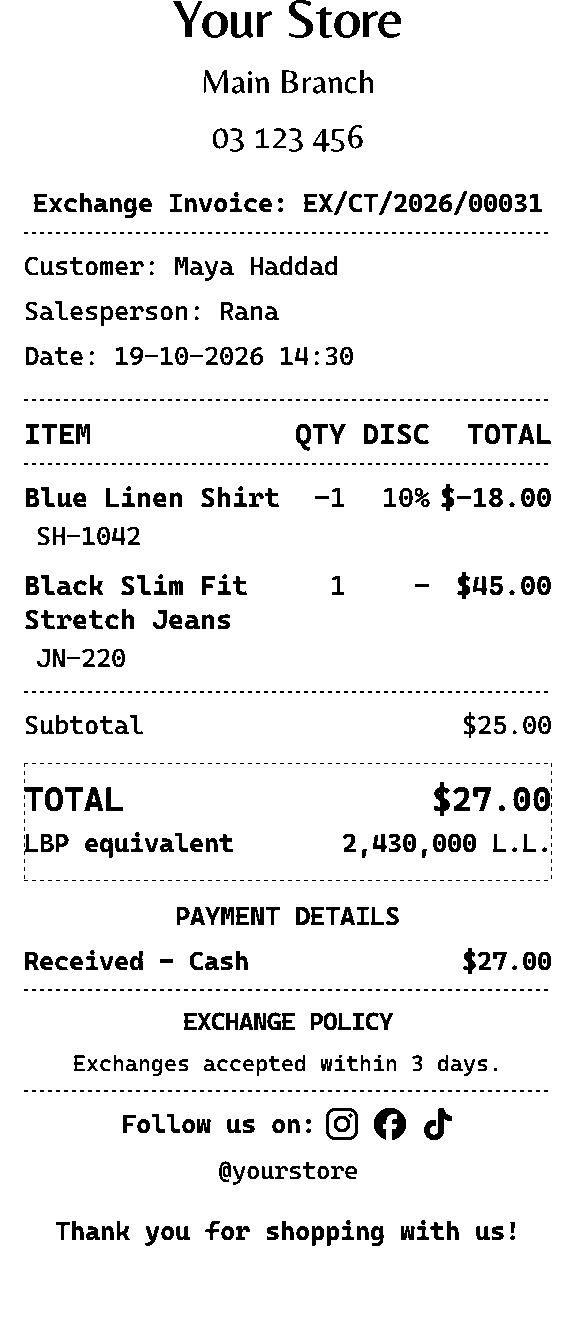 Your Store
Main Branch
03 123 456
Exchange Invoice: EX/CT/2026/00031
Customer: Maya Haddad
Salesperson: Rana
Date: 19-10-2026 14:30
ITEM QTY DISC TOTAL
Blue Linen Shirt -1 10% $-18.00
SH-1042
Black Slim Fit 1 - $45.00
Stretch Jeans
JN-220
Subtotal $25.00
TOTAL $27.00
LBP equivalent 2,430,000 L.L.
PAYMENT DETAILS
Received - Cash $27.00
EXCHANGE POLICY
Exchanges accepted within 3 days.
Follow us on:
@yourstore
Thank you for shopping with us!